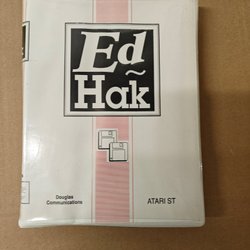 Ed
~
Hak
Douglas
Communications
ATARI ST